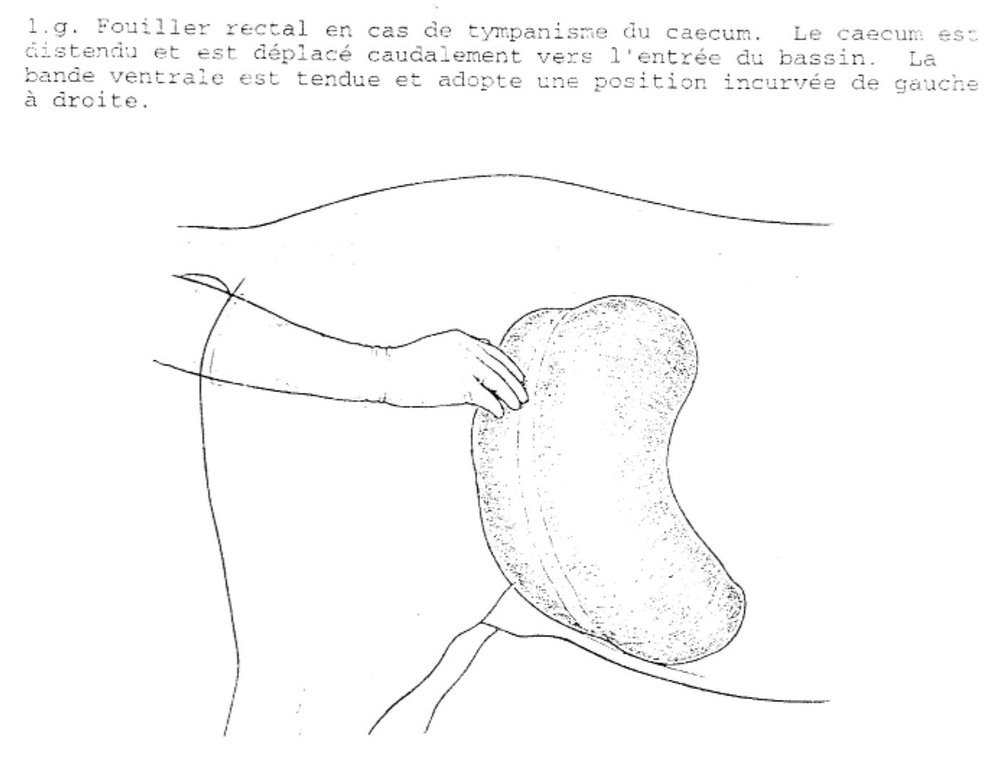 1.g. Fouiller rectal en cas de tympanisme du caecum. Le caecum est
distendu et est déplacé caudalement vers l'entrée du bassin. La
bande ventrale est tendue et adopte une position incurvée de gauche
à droite.